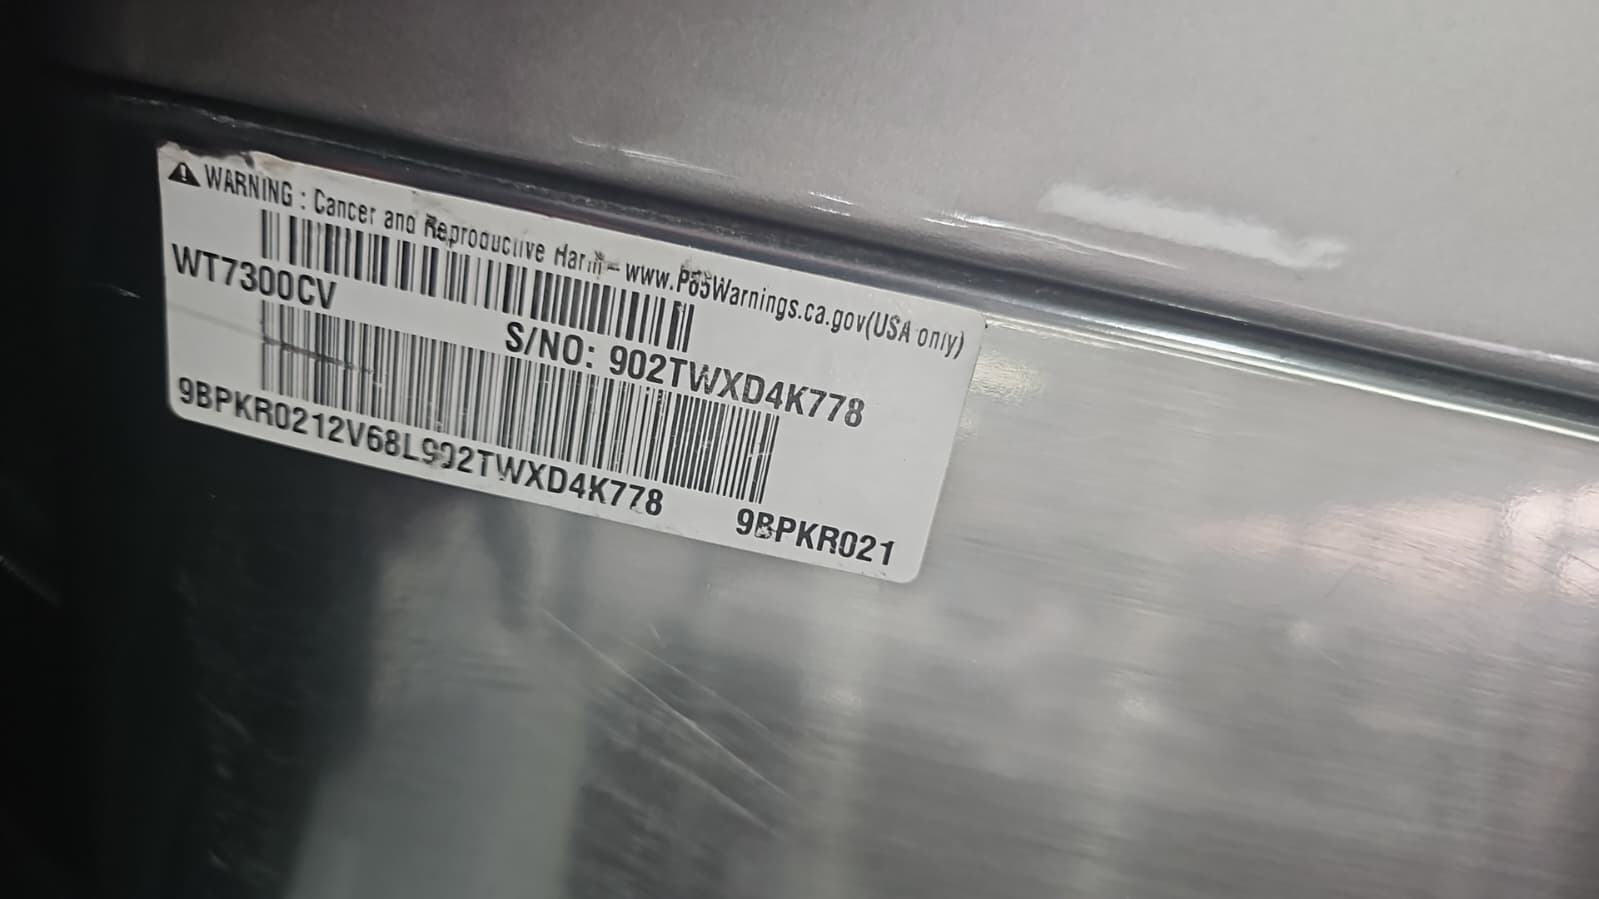 ⚠ WARNING : Cancer and Reproductive Harm – www.P65Warnings.ca.gov(USA only)
WT7300CV
S/NO: 902TWXD4K778
9BPKR0212V68L902TWXD4K778
9BPKR021